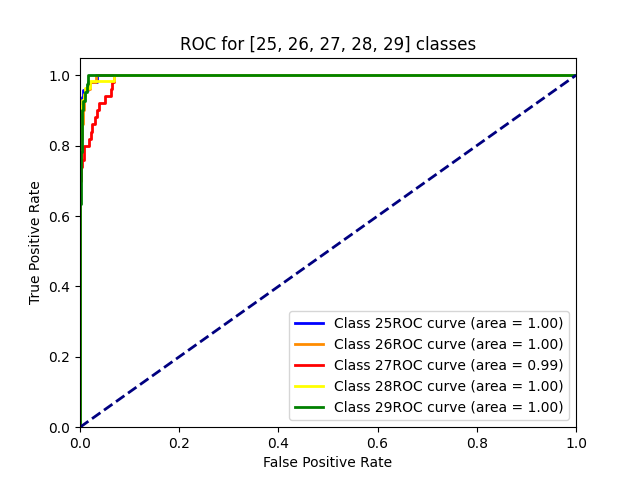 ROC for [25, 26, 27, 28, 29] classes
True Positive Rate
1.0
0.8
0.6
0.4
0.2
0.0
Class 25ROC curve (area = 1.00)
Class 26ROC curve (area = 1.00)
Class 27ROC curve (area = 0.99)
Class 28ROC curve (area = 1.00)
Class 29ROC curve (area = 1.00)
0.0 0.2 0.4 0.6 0.8 1.0
False Positive Rate